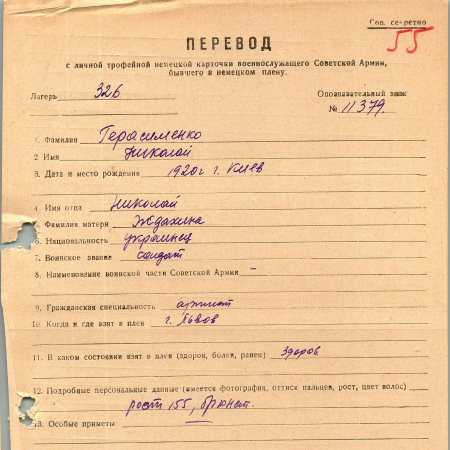 Сов. секретно
55
ПЕРЕВОД
с личной трофейной немецкой карточки военнослужащего Советской Армии,
бывшего в немецком плену.
Лагерь 326 Опознавательный знак
№ 11379.
1. Фамилия Герасименко
2 Имя Николай
3. Дата и место рождения 1920г г. Киев
4. Имя отца Николай
5. Фамилия матери Ждахина
6. Национальность украинец
7. Воинское звание солдат
8. Наименование воинской части Советской Армии –
9. Гражданская специальность
10. Когда и где взят в плен г. Львов
11. В каком состоянии взят в плен (здоров, болен, ранен) здоров
12. Подробные персональные данные (имеется фотография, оттиск пальцев, рост, цвет волос)
рост 155, брюнет.
13. Особые приметы